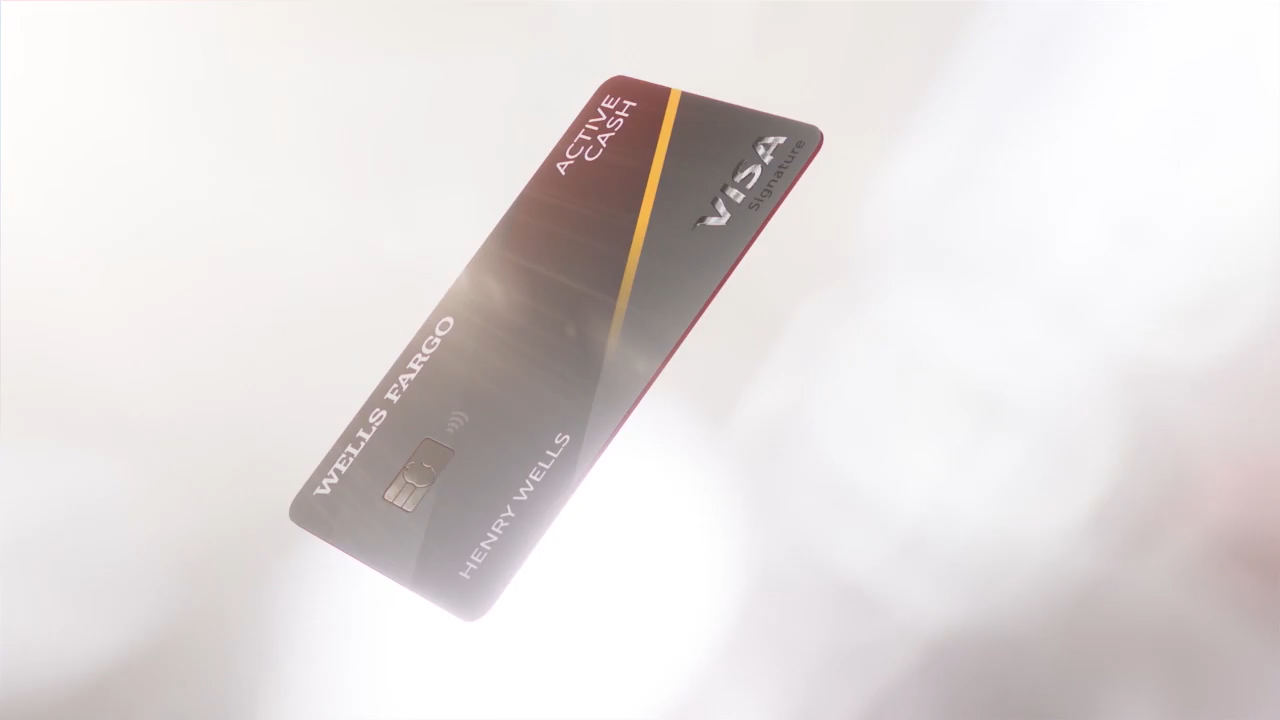 WELLS FARGO
ACTIVE
CASH
HENRY WELLS
VISA
Signature